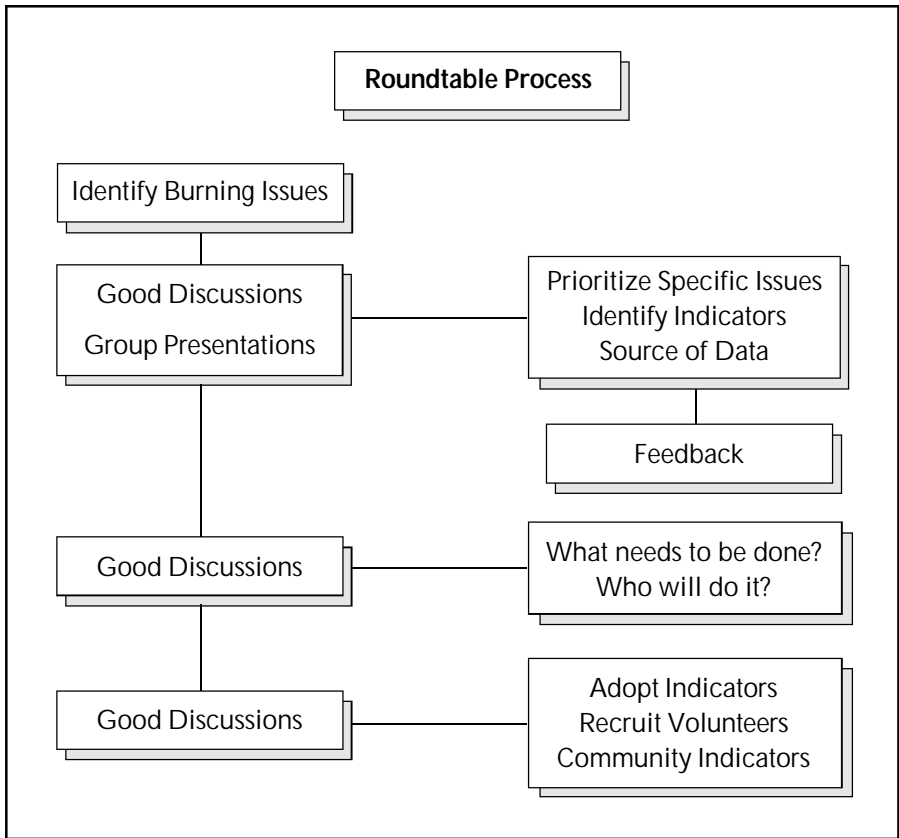 Roundtable Process
Identify Burning Issues
Good Discussions
Group Presentations
Prioritize Specific Issues
Identify Indicators
Source of Data
Feedback
Good Discussions
What needs to be done?
Who will do it?
Good Discussions
Adopt Indicators
Recruit Volunteers
Community Indicators